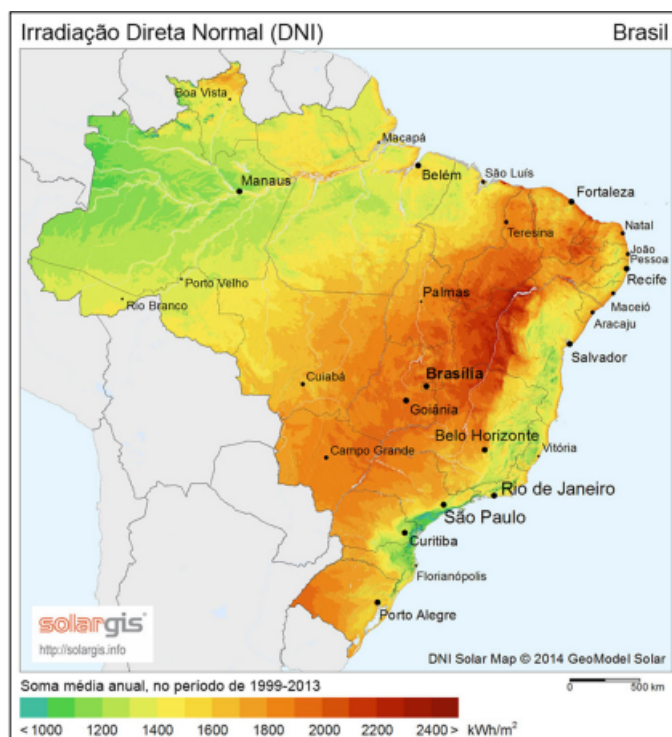 Irradiação Direta Normal (DNI)
Brasil
Boa Vista
Macapá
Belém
São Luís
Manaus
Fortaleza
Teresina
Natal
João
Pessoa
Recife
Porto Velho
Palmas
Rio Branco
Maceió
Aracaju
Salvador
Cuiabá
Brasília
Goiânia
Belo Horizonte
Campo Grande
Vitória
Rio de Janeiro
São Paulo
Curitiba
Florianópolis
Porto Alegre
solargis
http://solargis.info
DNI Solar Map © 2014 GeoModel Solar
Soma média anual, no período de 1999-2013
0
500 km
< 1000 1200 1400 1600 1800 2000 2200 2400 > kWh/m²